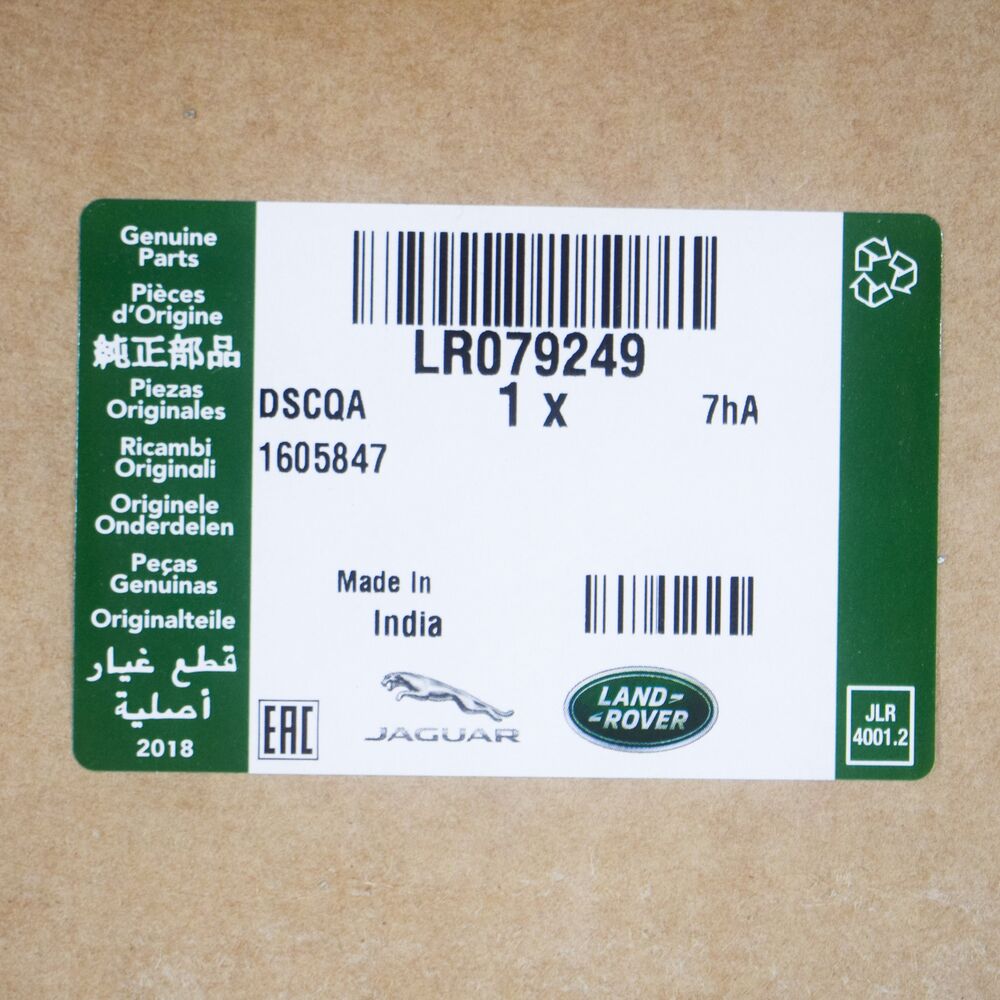 Genuine
Parts
Pièces
d'Origine
純正部品
Piezas
Originales
Ricambi
Originali
Originele
Onderdelen
Peças
Genuinas
Originalteile
قطع غيار
أصلية
2018
LR079249
DSCQA 1 x 7hA
1605847
Made In
India
EAC
JAGUAR
LAND-
-ROVER
JLR
4001.2